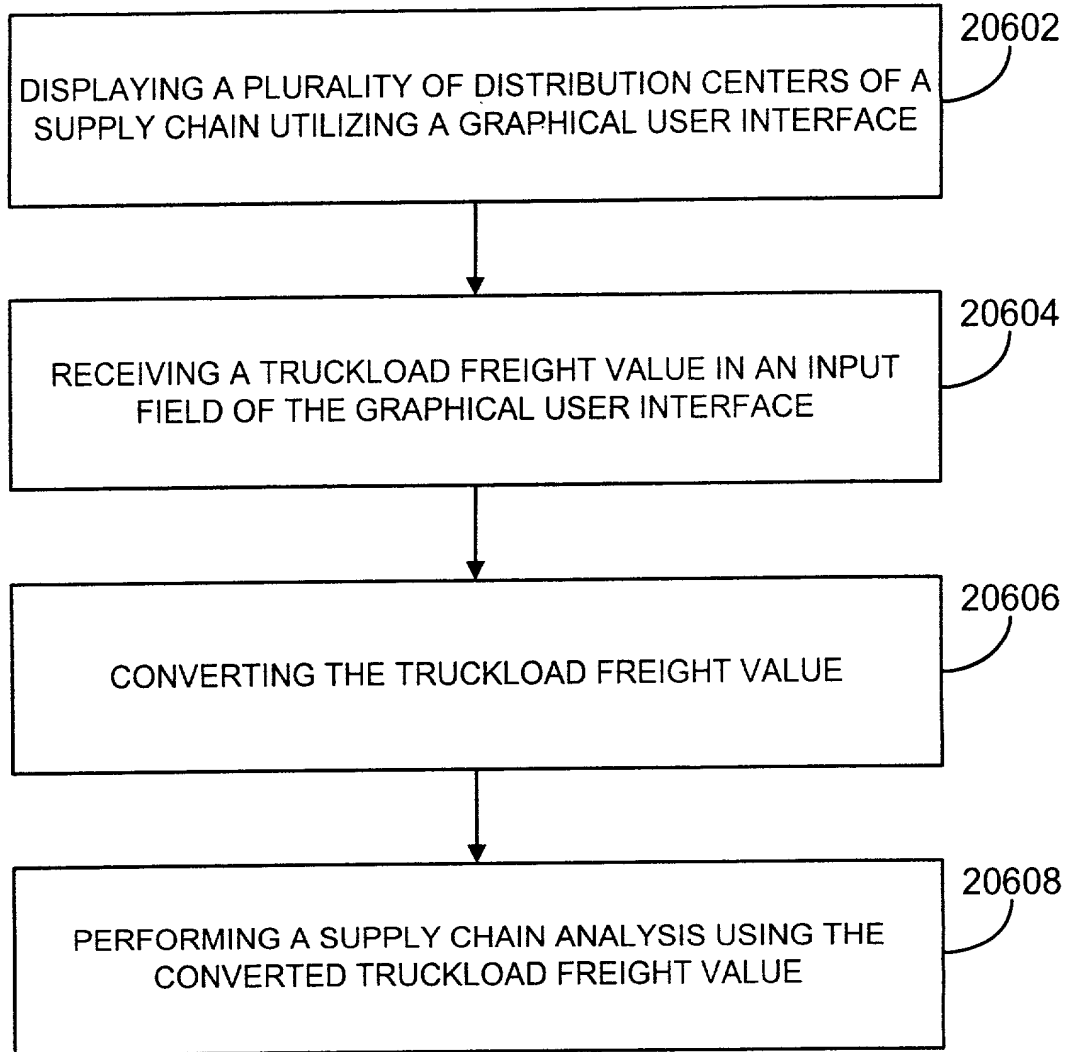 20602
DISPLAYING A PLURALITY OF DISTRIBUTION CENTERS OF A
SUPPLY CHAIN UTILIZING A GRAPHICAL USER INTERFACE
20604
RECEIVING A TRUCKLOAD FREIGHT VALUE IN AN INPUT
FIELD OF THE GRAPHICAL USER INTERFACE
20606
CONVERTING THE TRUCKLOAD FREIGHT VALUE
20608
PERFORMING A SUPPLY CHAIN ANALYSIS USING THE
CONVERTED TRUCKLOAD FREIGHT VALUE